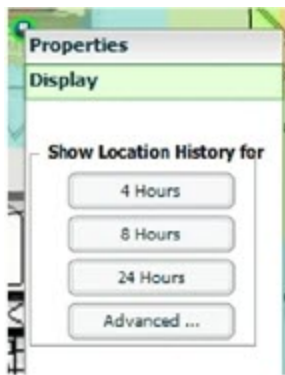 Properties
Display
Show Location History for
4 Hours
8 Hours
24 Hours
Advanced ...